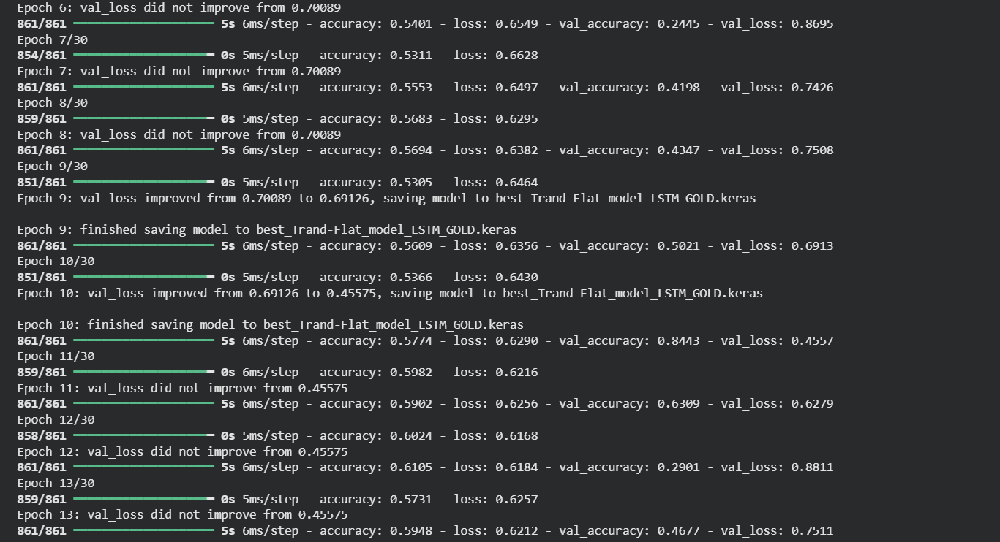 Epoch 6: val_loss did not improve from 0.70089
861/861 ━━━━━━━━━━━━━━━━━━━━ 5s 6ms/step - accuracy: 0.5401 - loss: 0.6549 - val_accuracy: 0.2445 - val_loss: 0.8695
Epoch 7/30
854/861 ━━━━━━━━━━━━━━━━━━━━ 0s 5ms/step - accuracy: 0.5311 - loss: 0.6628
Epoch 7: val_loss did not improve from 0.70089
861/861 ━━━━━━━━━━━━━━━━━━━━ 5s 6ms/step - accuracy: 0.5553 - loss: 0.6497 - val_accuracy: 0.4198 - val_loss: 0.7426
Epoch 8/30
859/861 ━━━━━━━━━━━━━━━━━━━━ 0s 5ms/step - accuracy: 0.5683 - loss: 0.6295
Epoch 8: val_loss did not improve from 0.70089
861/861 ━━━━━━━━━━━━━━━━━━━━ 5s 6ms/step - accuracy: 0.5694 - loss: 0.6382 - val_accuracy: 0.4347 - val_loss: 0.7508
Epoch 9/30
851/861 ━━━━━━━━━━━━━━━━━━━━ 0s 5ms/step - accuracy: 0.5305 - loss: 0.6464
Epoch 9: val_loss improved from 0.70089 to 0.69126, saving model to best_Trand-Flat_model_LSTM_GOLD.keras
Epoch 9: finished saving model to best_Trand-Flat_model_LSTM_GOLD.keras
861/861 ━━━━━━━━━━━━━━━━━━━━ 5s 6ms/step - accuracy: 0.5609 - loss: 0.6356 - val_accuracy: 0.5021 - val_loss: 0.6913
Epoch 10/30
851/861 ━━━━━━━━━━━━━━━━━━━━ 0s 5ms/step - accuracy: 0.5366 - loss: 0.6430
Epoch 10: val_loss improved from 0.69126 to 0.45575, saving model to best_Trand-Flat_model_LSTM_GOLD.keras
Epoch 10: finished saving model to best_Trand-Flat_model_LSTM_GOLD.keras
861/861 ━━━━━━━━━━━━━━━━━━━━ 5s 6ms/step - accuracy: 0.5774 - loss: 0.6290 - val_accuracy: 0.8443 - val_loss: 0.4557
Epoch 11/30
859/861 ━━━━━━━━━━━━━━━━━━━━ 0s 6ms/step - accuracy: 0.5982 - loss: 0.6216
Epoch 11: val_loss did not improve from 0.45575
861/861 ━━━━━━━━━━━━━━━━━━━━ 5s 6ms/step - accuracy: 0.5902 - loss: 0.6256 - val_accuracy: 0.6309 - val_loss: 0.6279
Epoch 12/30
858/861 ━━━━━━━━━━━━━━━━━━━━ 0s 5ms/step - accuracy: 0.6024 - loss: 0.6168
Epoch 12: val_loss did not improve from 0.45575
861/861 ━━━━━━━━━━━━━━━━━━━━ 5s 6ms/step - accuracy: 0.6105 - loss: 0.6184 - val_accuracy: 0.2901 - val_loss: 0.8811
Epoch 13/30
859/861 ━━━━━━━━━━━━━━━━━━━━ 0s 5ms/step - accuracy: 0.5731 - loss: 0.6257
Epoch 13: val_loss did not improve from 0.45575
861/861 ━━━━━━━━━━━━━━━━━━━━ 5s 6ms/step - accuracy: 0.5948 - loss: 0.6212 - val_accuracy: 0.4677 - val_loss: 0.7511